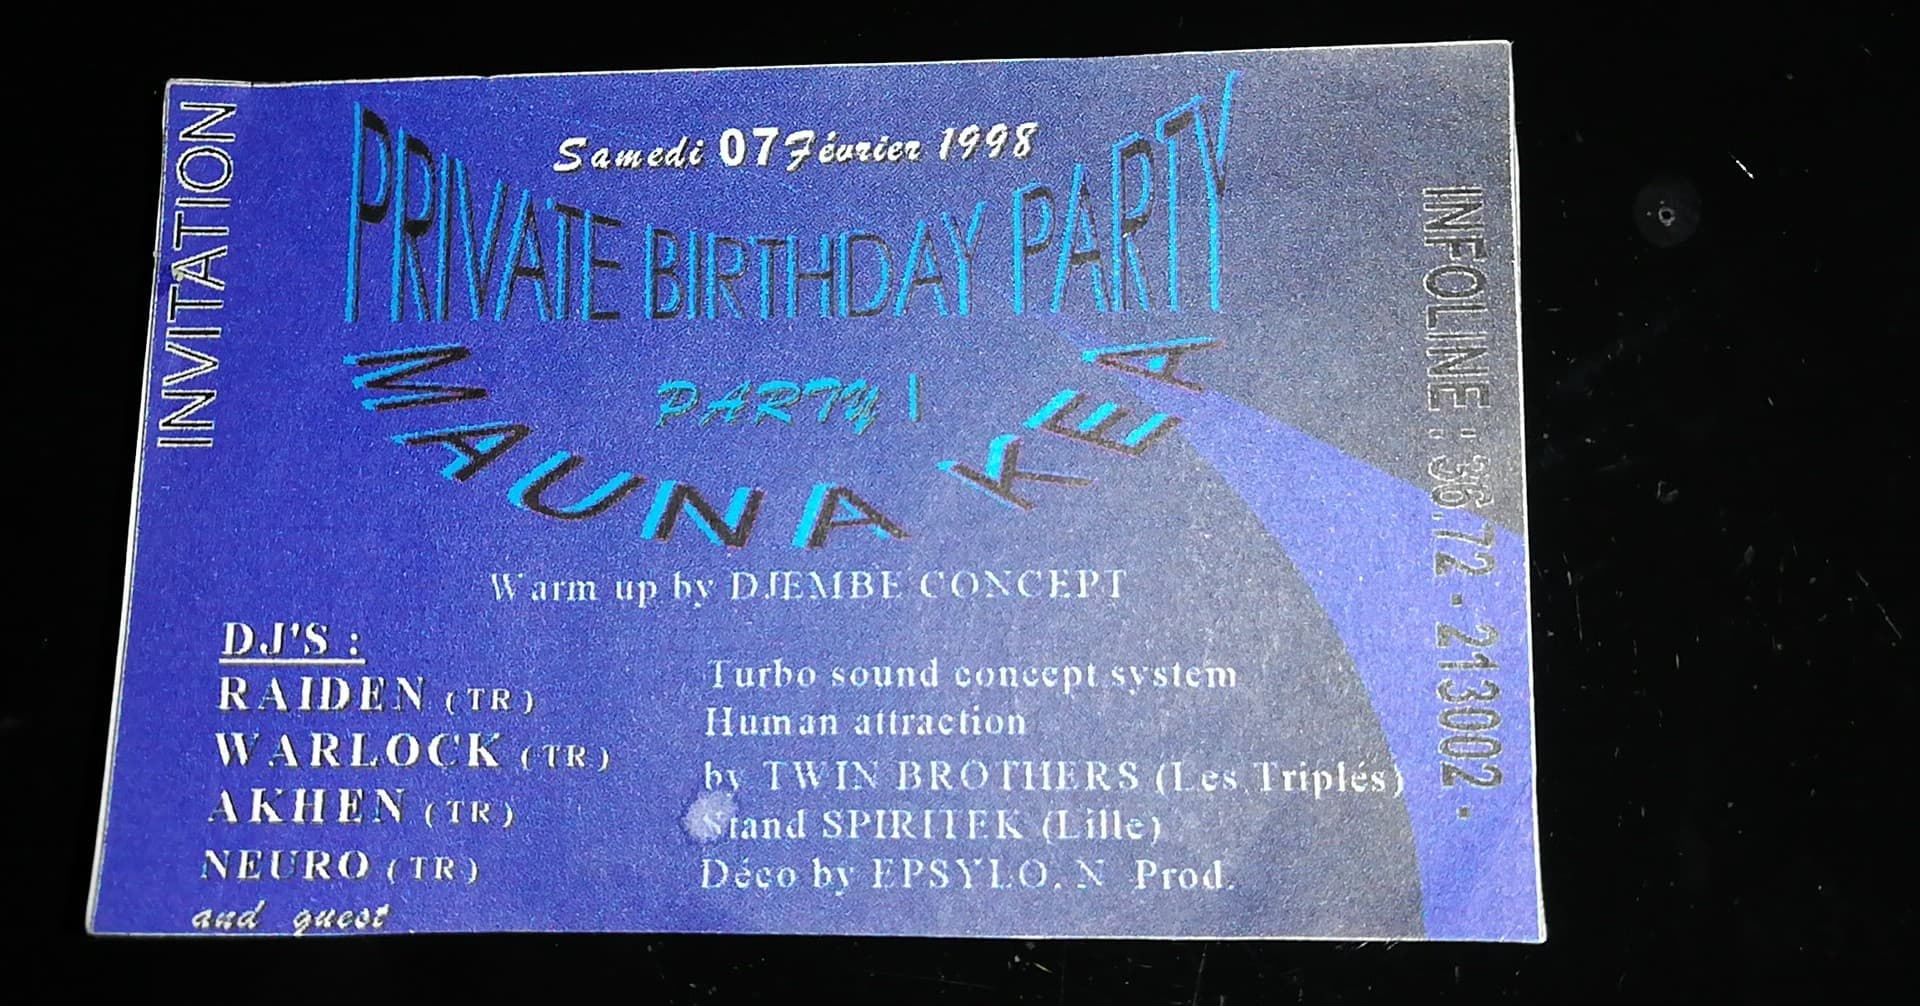 INVITATION
Samedi 07 Février 1998
PRIVATE BIRTHDAY PARTY
PARTY I
MAUNA KEA
Warm up by DJEMBE CONCEPT
DJ'S :
RAIDEN (TR)
WARLOCK (TR)
AKHEN (TR)
NEURO (TR)
and guest
Turbo sound concept system
Human attraction
by TWIN BROTHERS (Les Triplés)
Stand SPIRITEK (Lille)
Déco by EPSYLO.N Prod.
INFOLINE : 36.72 - 213002 -